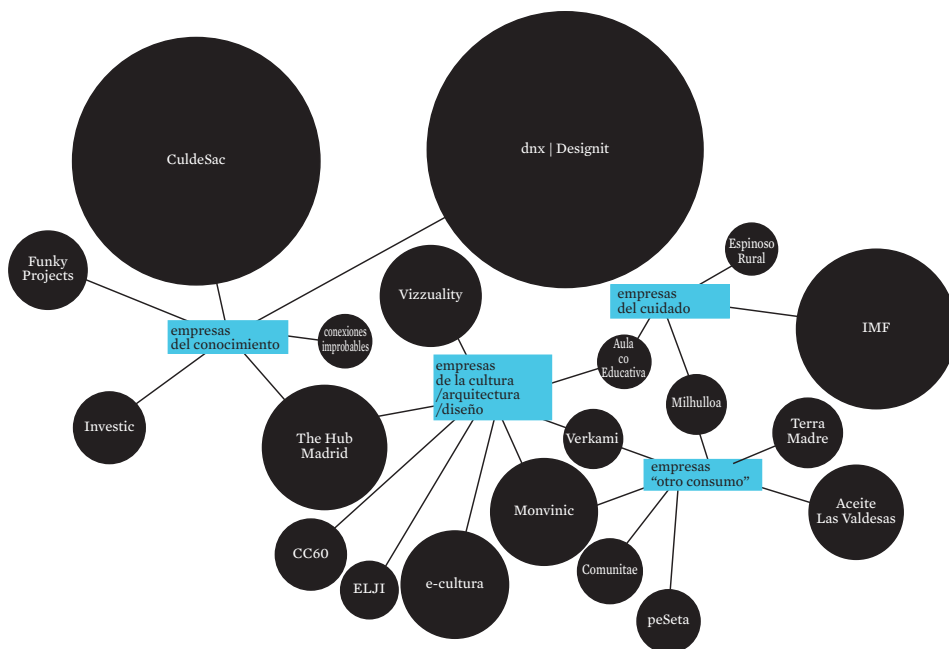 CuldeSac
dnx | Designit
Funky
Projects
Vizzuality
Espinoso
Rural
IMF
empresas
del conocimiento
conexiones
improbables
empresas
del cuidado
Aula
co
Educativa
empresas
de la cultura
/arquitectura
/diseño
Milhulloa
Investic
The Hub
Madrid
Verkami
Terra
Madre
empresas
“otro consumo”
Monvinic
Aceite
Las Valdesas
CC60
ELJI
e-cultura
Comunitae
peSeta